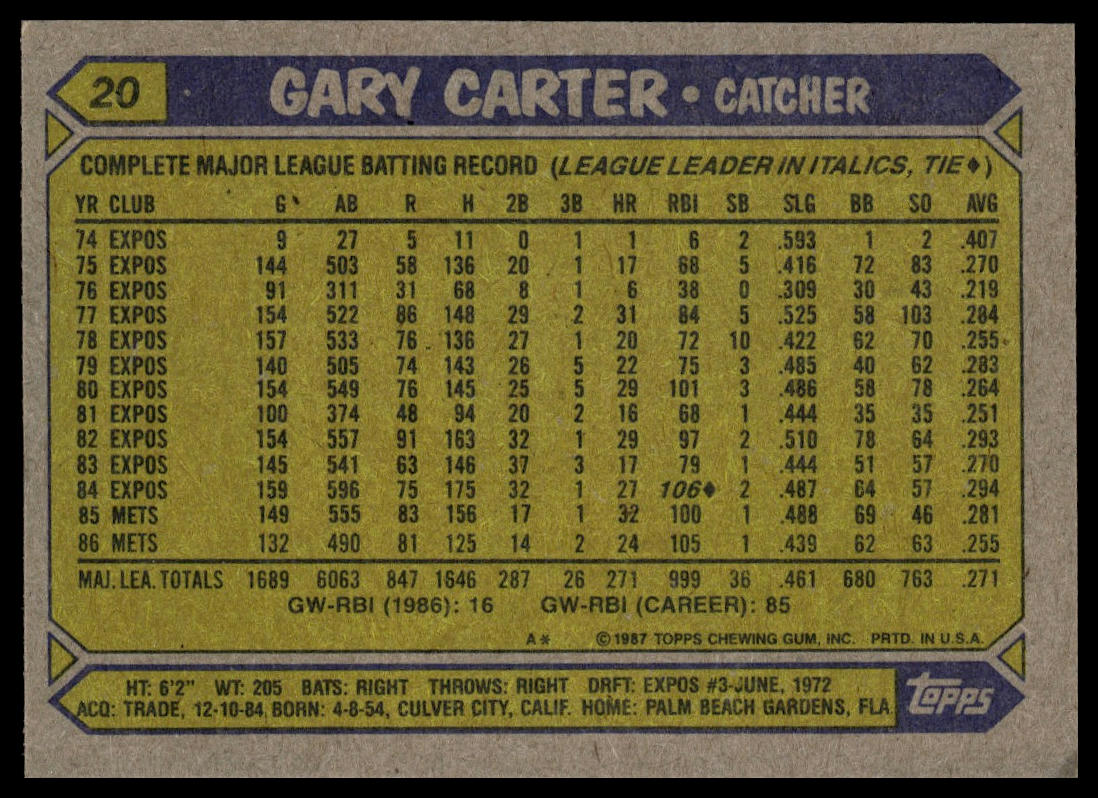 20 GARY CARTER • CATCHER
COMPLETE MAJOR LEAGUE BATTING RECORD (LEAGUE LEADER IN ITALICS, TIE♦)
YR CLUB G AB R H 2B 3B HR RBI SB SLG BB SO AVG
74 EXPOS 9 27 5 11 0 1 1 6 2 .593 1 2 .407
75 EXPOS 144 503 58 136 20 1 17 68 5 .416 72 83 .270
76 EXPOS 91 311 31 68 8 1 6 38 0 .309 30 43 .219
77 EXPOS 154 522 86 148 29 2 31 84 5 .525 58 103 .284
78 EXPOS 157 533 76 136 27 1 20 72 10 .422 62 70 .255
79 EXPOS 140 505 74 143 26 5 22 75 3 .485 40 62 .283
80 EXPOS 154 549 76 145 25 5 29 101 3 .486 58 78 .264
81 EXPOS 100 374 48 94 20 2 16 68 1 .444 35 35 .251
82 EXPOS 154 557 91 163 32 1 29 97 2 .510 78 64 .293
83 EXPOS 145 541 63 146 37 3 17 79 1 .444 51 57 .270
84 EXPOS 159 596 75 175 32 1 27 106♦ 2 .487 64 57 .294
85 METS 149 555 83 156 17 1 32 100 1 .488 69 46 .281
86 METS 132 490 81 125 14 2 24 105 1 .439 62 63 .255
MAJ. LEA. TOTALS 1689 6063 847 1646 287 26 271 999 36 .461 680 763 .271
GW-RBI (1986): 16 GW-RBI (CAREER): 85
A* ©1987 TOPPS CHEWING GUM, INC. PRTD. IN U.S.A.
HT: 6'2" WT: 205 BATS: RIGHT THROWS: RIGHT DRFT: EXPOS #3-JUNE, 1972
ACQ: TRADE, 12-10-84, BORN: 4-8-54, CULVER CITY, CALIF. HOME: PALM BEACH GARDENS, FLA.
topps